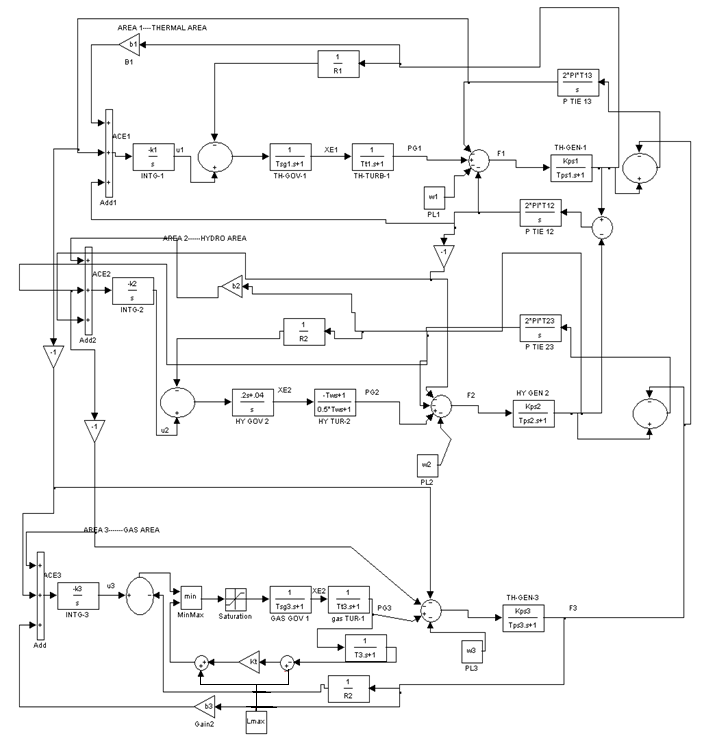 AREA 1----THERMAL AREA
b1
B1
1
R1
2*PI*T13
s
P TIE 13
ACE1
-k1
s
u1
INTG-1
Add1
1
Tsg1.s+1
TH-GOV-1
XE1
1
Tt1.s+1
TH-TURB-1
PG1
w1
PL1
F1
TH-GEN-1
Kps1
Tps1.s+1
2*PI*T12
s
P TIE 12
-1
AREA 2------HYDRO AREA
ACE2
-k2
s
INTG-2
Add2
b2
1
R2
2*PI*T23
s
P TIE 23
-1
u2
.2s+.04
s
HY GOV 2
XE2
-Tws+1
0.5*Tws+1
HY TUR-2
PG2
w2
PL2
F2
HY GEN 2
Kps2
Tps2.s+1
-1
AREA 3-------GAS AREA
ACE3
-k3
s
u3
INTG-3
Add
min
MinMax
Saturation
1
Tsg3.s+1
GAS GOV 1
XE2
1
Tt3.s+1
gas TUR-1
PG3
1
T3.s+1
Kt
w3
PL3
TH-GEN-3
Kps3
Tps3.s+1
F3
1
R2
b3
Gain2
Lmax